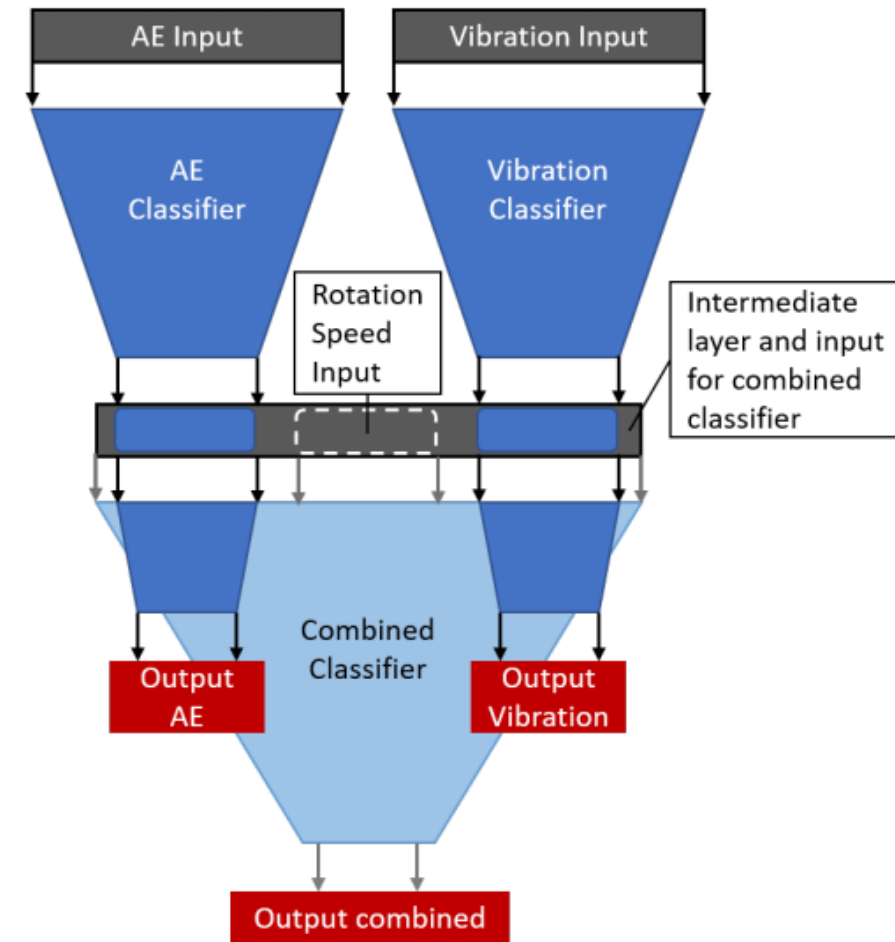 AE Input
Vibration Input
AE
Classifier
Vibration
Classifier
Rotation
Speed
Input
Intermediate
layer and input
for combined
classifier
Combined
Classifier
Output
AE
Output
Vibration
Output combined